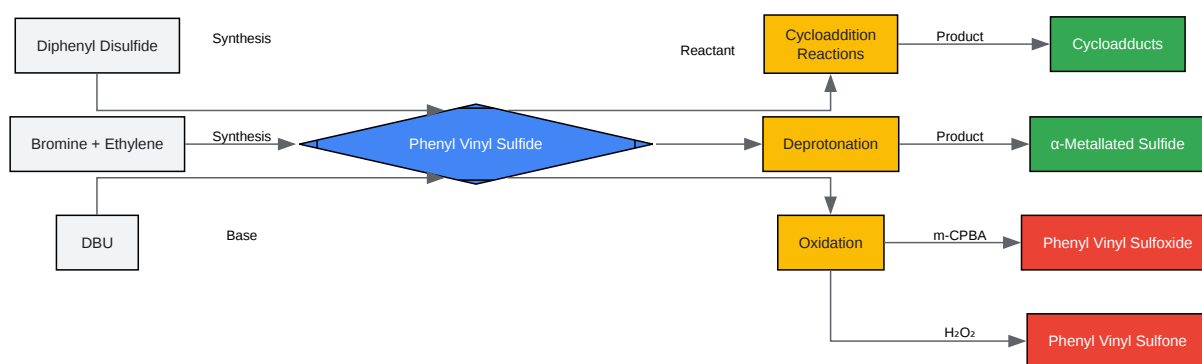 Diphenyl Disulfide
Synthesis
Reactant
Cycloaddition
Reactions
Product
Cycloadducts
Bromine + Ethylene
Synthesis
Phenyl Vinyl Sulfide
Deprotonation
Product
α-Metallated Sulfide
DBU
Base
Oxidation
m-CPBA
Phenyl Vinyl Sulfoxide
H₂O₂
Phenyl Vinyl Sulfone